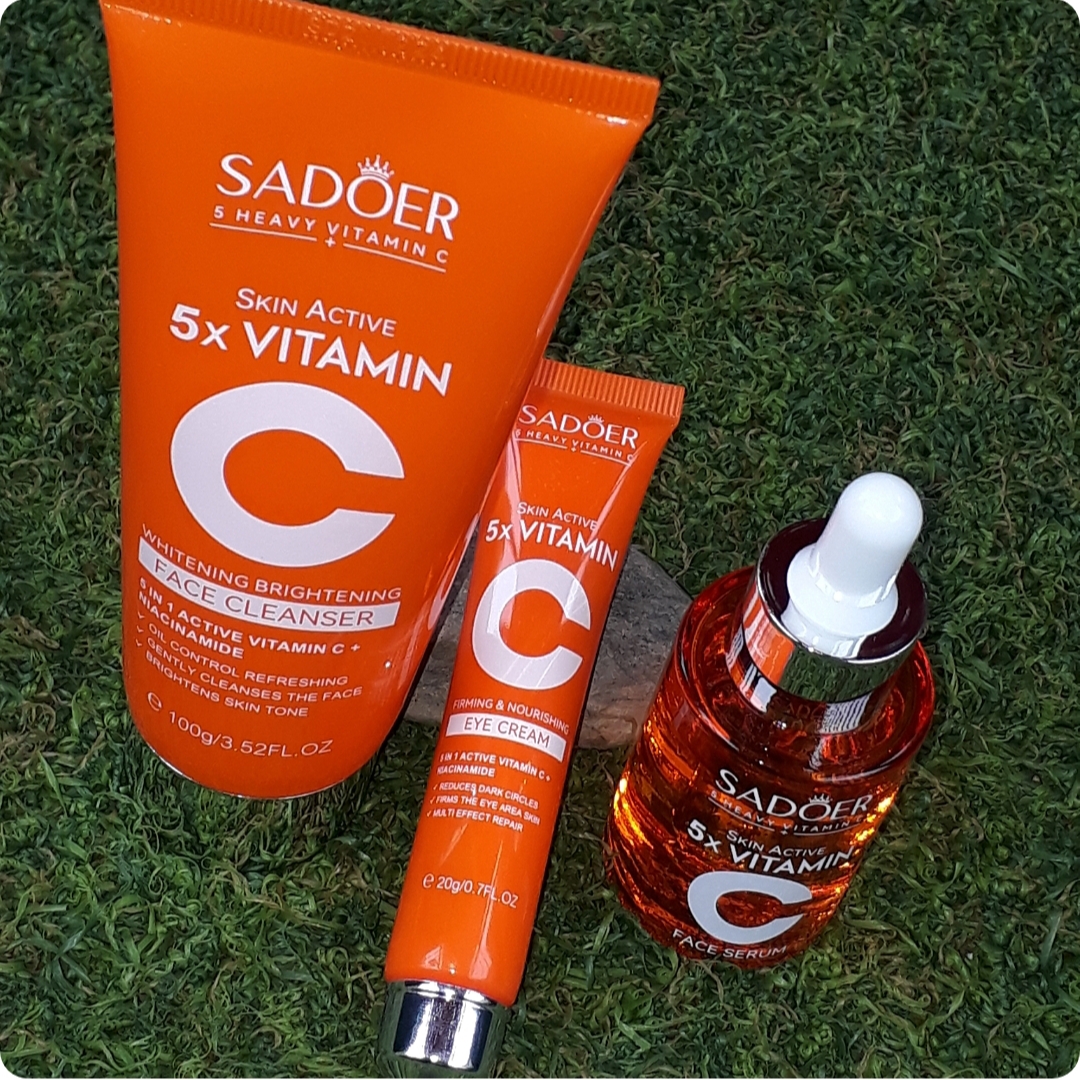 SADOER
5 HEAVY VITAMIN C
SKIN ACTIVE
5x VITAMIN
C
WHITENING BRIGHTENING
FACE CLEANSER
5 IN 1 ACTIVE VITAMIN C +
NIACINAMIDE
✓ OIL CONTROL REFRESHING
✓ GENTLY CLEANSES THE FACE
✓ BRIGHTENS SKIN TONE
℮ 100g/3.52FL.OZ
SADOER
5 HEAVY VITAMIN C
SKIN ACTIVE
5x VITAMIN
C
FIRMING & NOURISHING
EYE CREAM
5 IN 1 ACTIVE VITAMIN C +
NIACINAMIDE
✓ REDUCES DARK CIRCLES
✓ FIRMS THE EYE AREA SKIN
✓ MULTI EFFECT REPAIR
℮ 20g/0.7FL.OZ
SADOER
5 HEAVY VITAMIN C
SKIN ACTIVE
5x VITAMIN
C
FACE SERUM